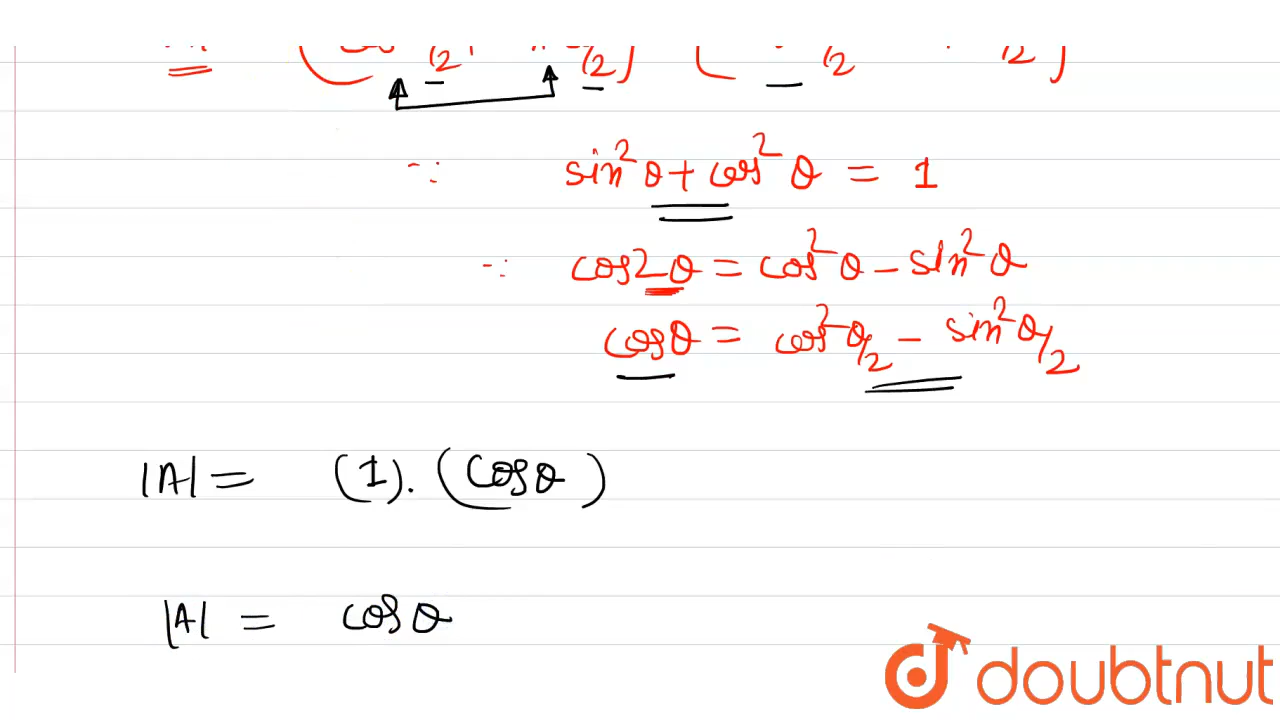 ∵ sin²θ + cos²θ = 1
∵ cos2θ = cos²θ - sin²θ
cosθ = cos²θ/2 - sin²θ/2
|A| = (1). (cosθ)
|A| = cosθ
doubtnut